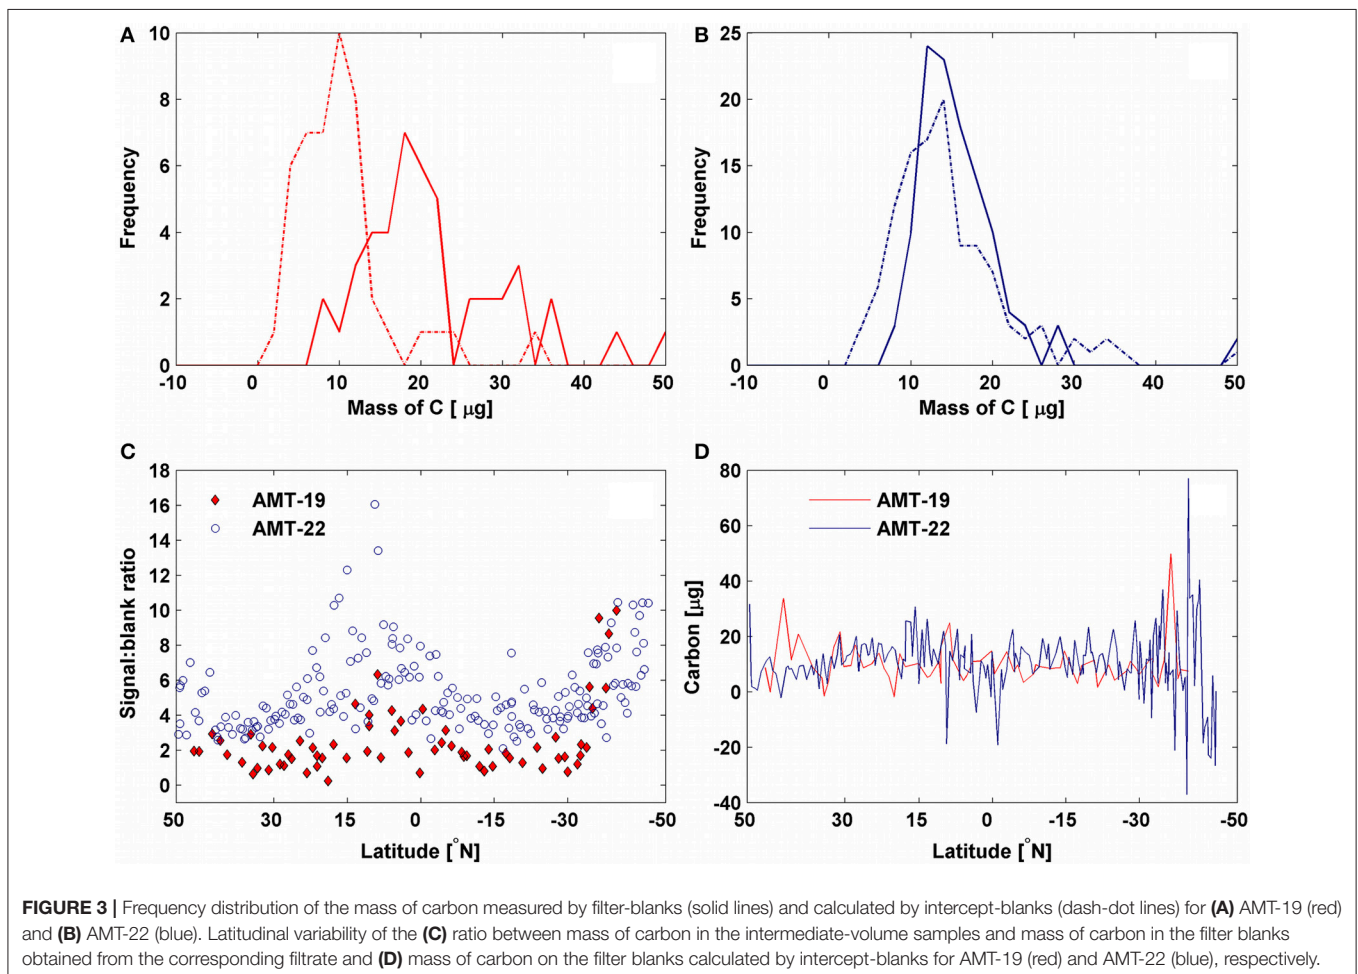 A
10
8
6
4
2
0
Frequency
-10 0 10 20 30 40 50
Mass of C [ μg]
B
25
20
15
10
5
0
Frequency
-10 0 10 20 30 40 50
Mass of C [ μg]
C
18
16
14
12
10
8
6
4
2
0
Signal:blank ratio
AMT-19
AMT-22
50 30 15 0 -15 -30 -50
Latitude [°N]
D
80
60
40
20
0
-20
-40
Carbon [μg]
AMT-19
AMT-22
50 30 15 0 -15 -30 -50
Latitude [°N]
FIGURE 3 | Frequency distribution of the mass of carbon measured by filter-blanks (solid lines) and calculated by intercept-blanks (dash-dot lines) for (A) AMT-19 (red)
and (B) AMT-22 (blue). Latitudinal variability of the (C) ratio between mass of carbon in the intermediate-volume samples and mass of carbon in the filter blanks
obtained from the corresponding filtrate and (D) mass of carbon on the filter blanks calculated by intercept-blanks for AMT-19 (red) and AMT-22 (blue), respectively.